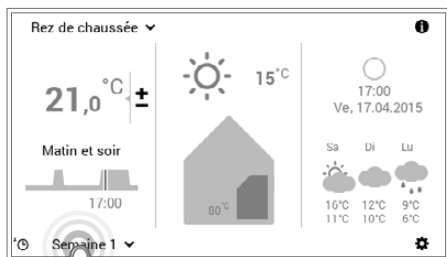 Rez de chaussée
21,0°C ±
Matin et soir
17:00
Semaine 1
15°C
80°C
17:00
Ve, 17.04.2015
Sa Di Lu
16°C 12°C 9°C
11°C 10°C 6°C